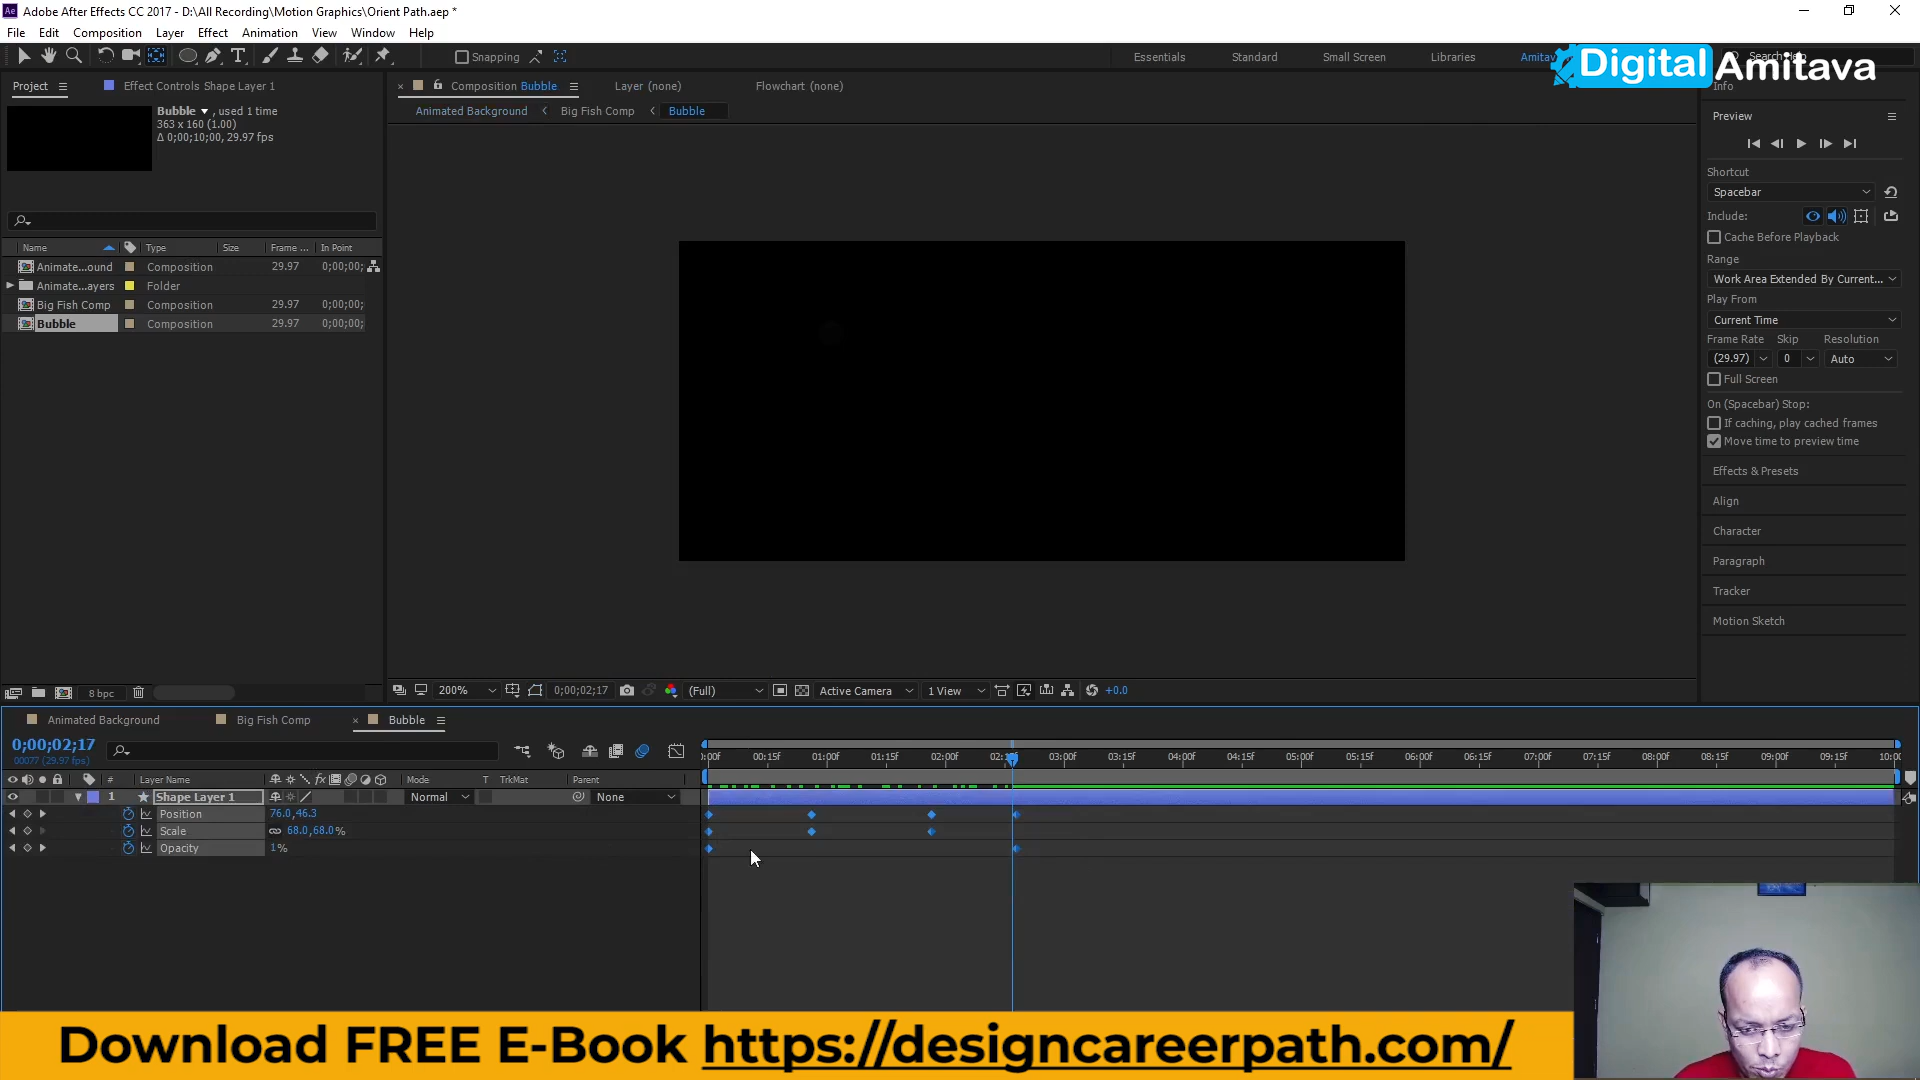 Adobe After Effects CC 2017 - D:\All Recording\Motion Graphics\Orient Path.aep *
File Edit Composition Layer Effect Animation View Window Help
Snapping
Essentials Standard Small Screen Libraries Amitav
Digital Amitava
Project Effect Controls Shape Layer 1
Composition Bubble Layer (none) Flowchart (none)
Info
Bubble , used 1 time
363 x 160 (1.00)
Δ 0;00;10;00, 29.97 fps
Animated Background Big Fish Comp Bubble
Preview
Shortcut
Spacebar
Include:
Cache Before Playback
Range
Work Area Extended By Current...
Play From
Current Time
Frame Rate Skip Resolution
(29.97) 0 Auto
Full Screen
On (Spacebar) Stop:
If caching, play cached frames
Move time to preview time
Effects & Presets
Align
Character
Paragraph
Tracker
Motion Sketch
Name Type Size Frame ... In Point
Animate...ound Composition 29.97 0;00;00;
Animate...ayers Folder
Big Fish Comp Composition 29.97 0;00;00;
Bubble Composition 29.97 0;00;00;
8 bpc
200% 0;00;02;17 (Full) Active Camera 1 View +0.0
Animated Background Big Fish Comp Bubble
0;00;02;17
00077 (29.97 fps)
:00f 00:15f 01:00f 01:15f 02:00f 02:15f 03:00f 03:15f 04:00f 04:15f 05:00f 05:15f 06:00f 06:15f 07:00f 07:15f 08:00f 08:15f 09:00f 09:15f 10:00
# Layer Name Mode T TrkMat Parent
1 Shape Layer 1 Normal None
Position 76.0,46.3
Scale 68.0,68.0%
Opacity 1%
Download FREE E-Book https://designcareerpath.com/